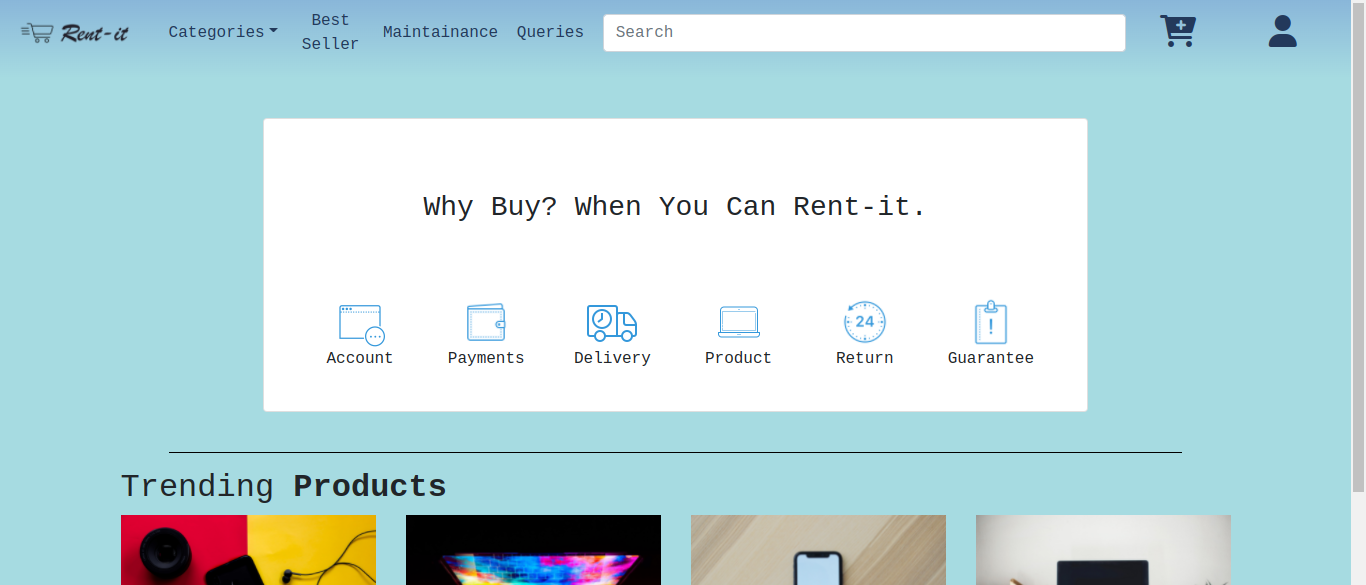 Rent-it
Categories
Best
Seller
Maintainance
Queries
Search
Why Buy? When You Can Rent-it.
24
Account
Payments
Delivery
Product
Return
Guarantee
Trending Products